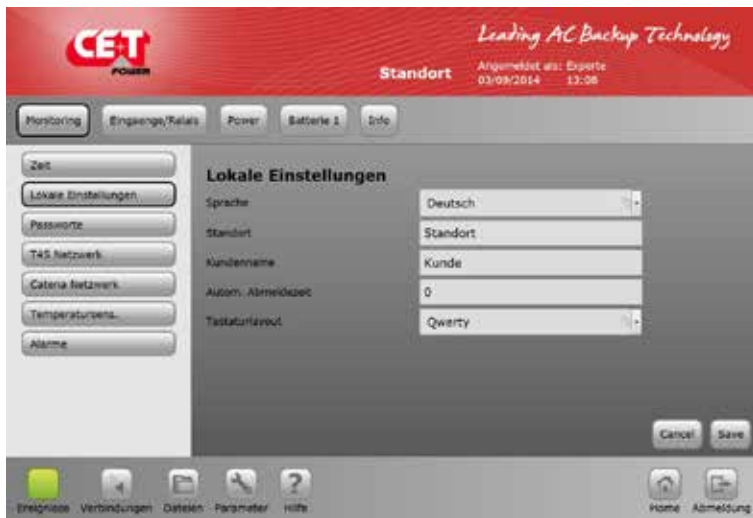 CE+T
POWER
Leading AC Backup Technology
Standort
Angemeldet als: Experte
03/09/2014 13:06
Monitoring
Eingaenge/Relais
Power
Batterie 1
Info
Zeit
Lokale Einstellungen
Passworte
T4S Netzwerk
Catena Netzwerk
Temperatursens.
Alarme
Lokale Einstellungen
Sprache Deutsch
Standort Standort
Kundenname Kunde
Autom. Abmeldezeit 0
Tastaturlayout Qwerty
Cancel
Save
Ereignisse
Verbindungen
Dateien
Parameter
Hilfe
Home
Abmeldung